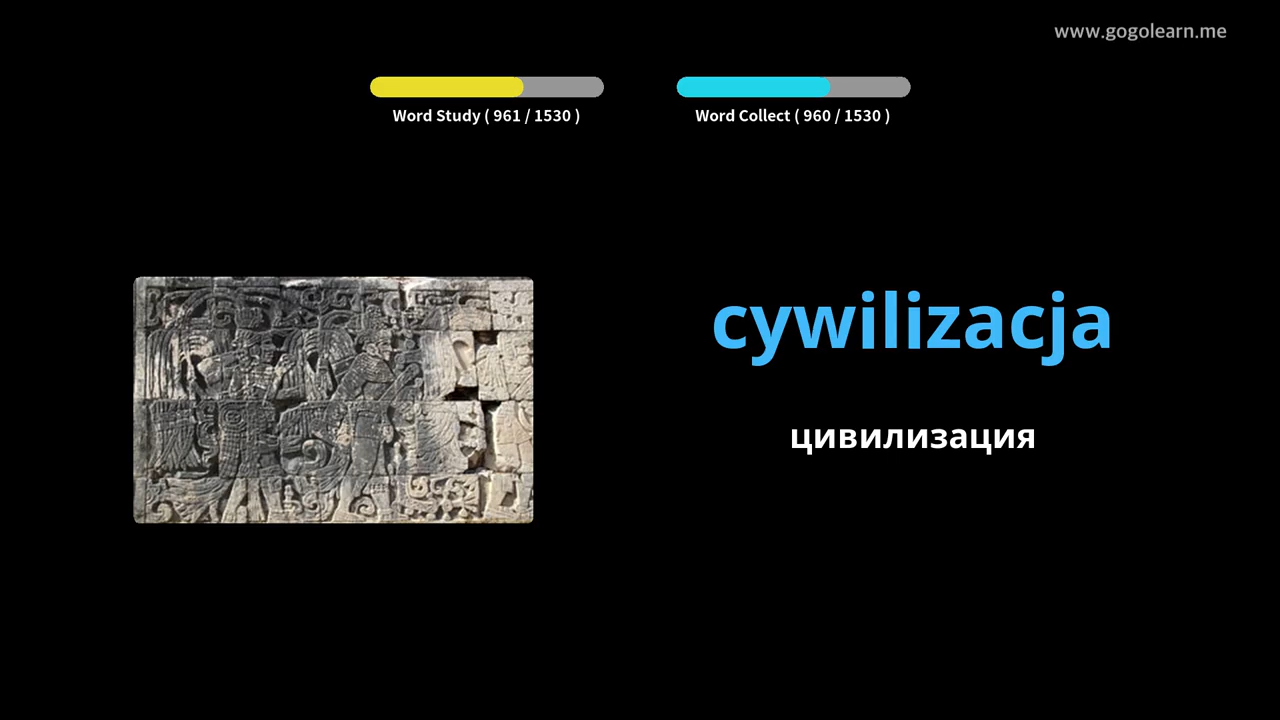 www.gogolearn.me
Word Study ( 961 / 1530 )
Word Collect ( 960 / 1530 )
cywilizacja
цивилизация